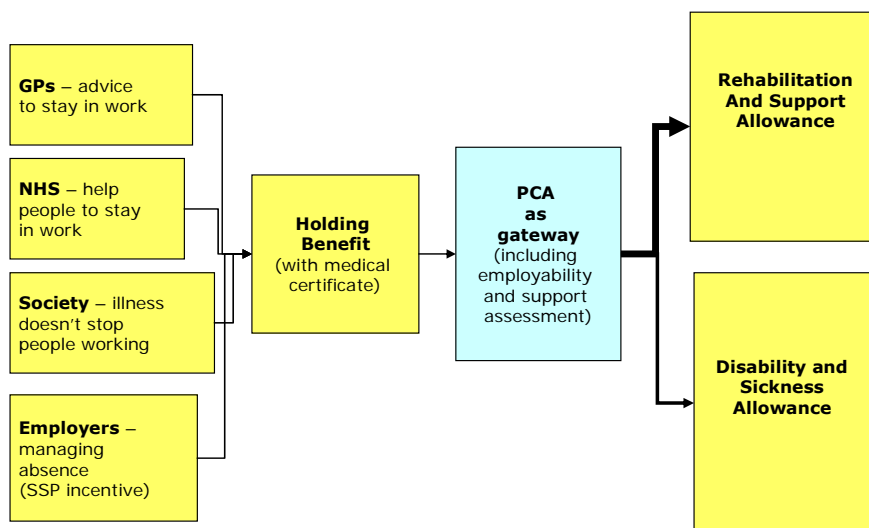 GPs – advice
to stay in work
NHS – help
people to stay
in work
Society – illness
doesn't stop
people working
Employers –
managing
absence
(SSP incentive)
Holding
Benefit
(with medical
certificate)
PCA
as
gateway
(including
employability
and support
assessment)
Rehabilitation
And Support
Allowance
Disability and
Sickness
Allowance